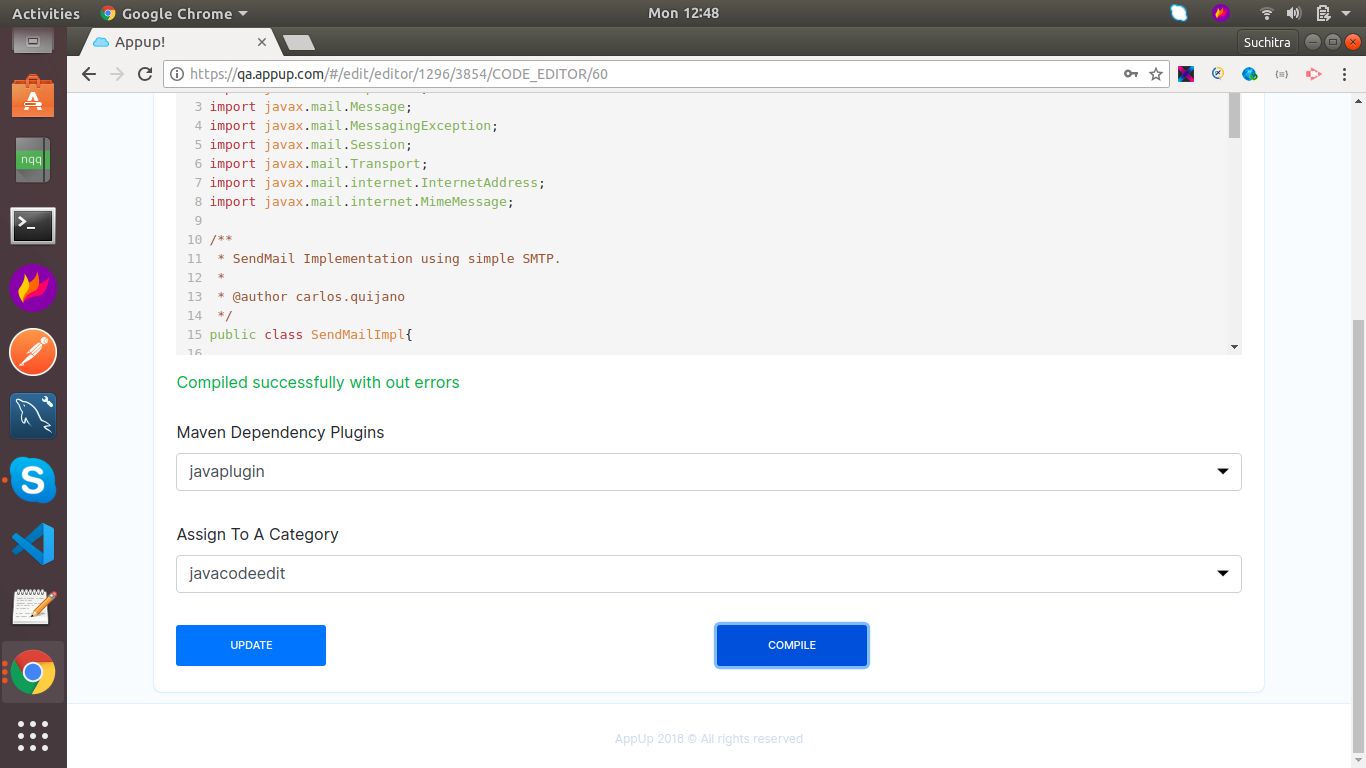 Activities Google Chrome Mon 12:48
Appup! Suchitra
https://qa.appup.com/#/edit/editor/1296/3854/CODE_EDITOR/60
3 import javax.mail.Message;
4 import javax.mail.MessagingException;
5 import javax.mail.Session;
6 import javax.mail.Transport;
7 import javax.mail.internet.InternetAddress;
8 import javax.mail.internet.MimeMessage;
9
10 /**
11 * SendMail Implementation using simple SMTP.
12 *
13 * @author carlos.quijano
14 */
15 public class SendMailImpl{
16
nqq
Compiled successfully with out errors
Maven Dependency Plugins
javaplugin
Assign To A Category
javacodeedit
UPDATE COMPILE
AppUp 2018 © All rights reserved